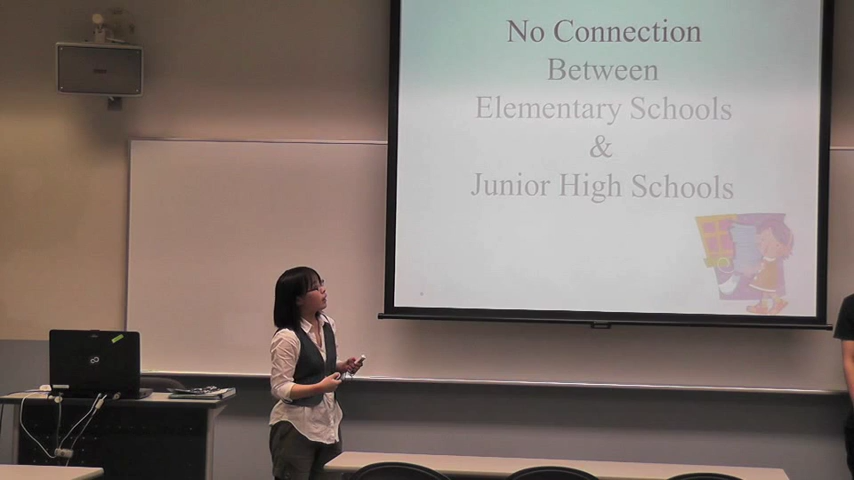 No Connection
Between
Elementary Schools
&
Junior High Schools